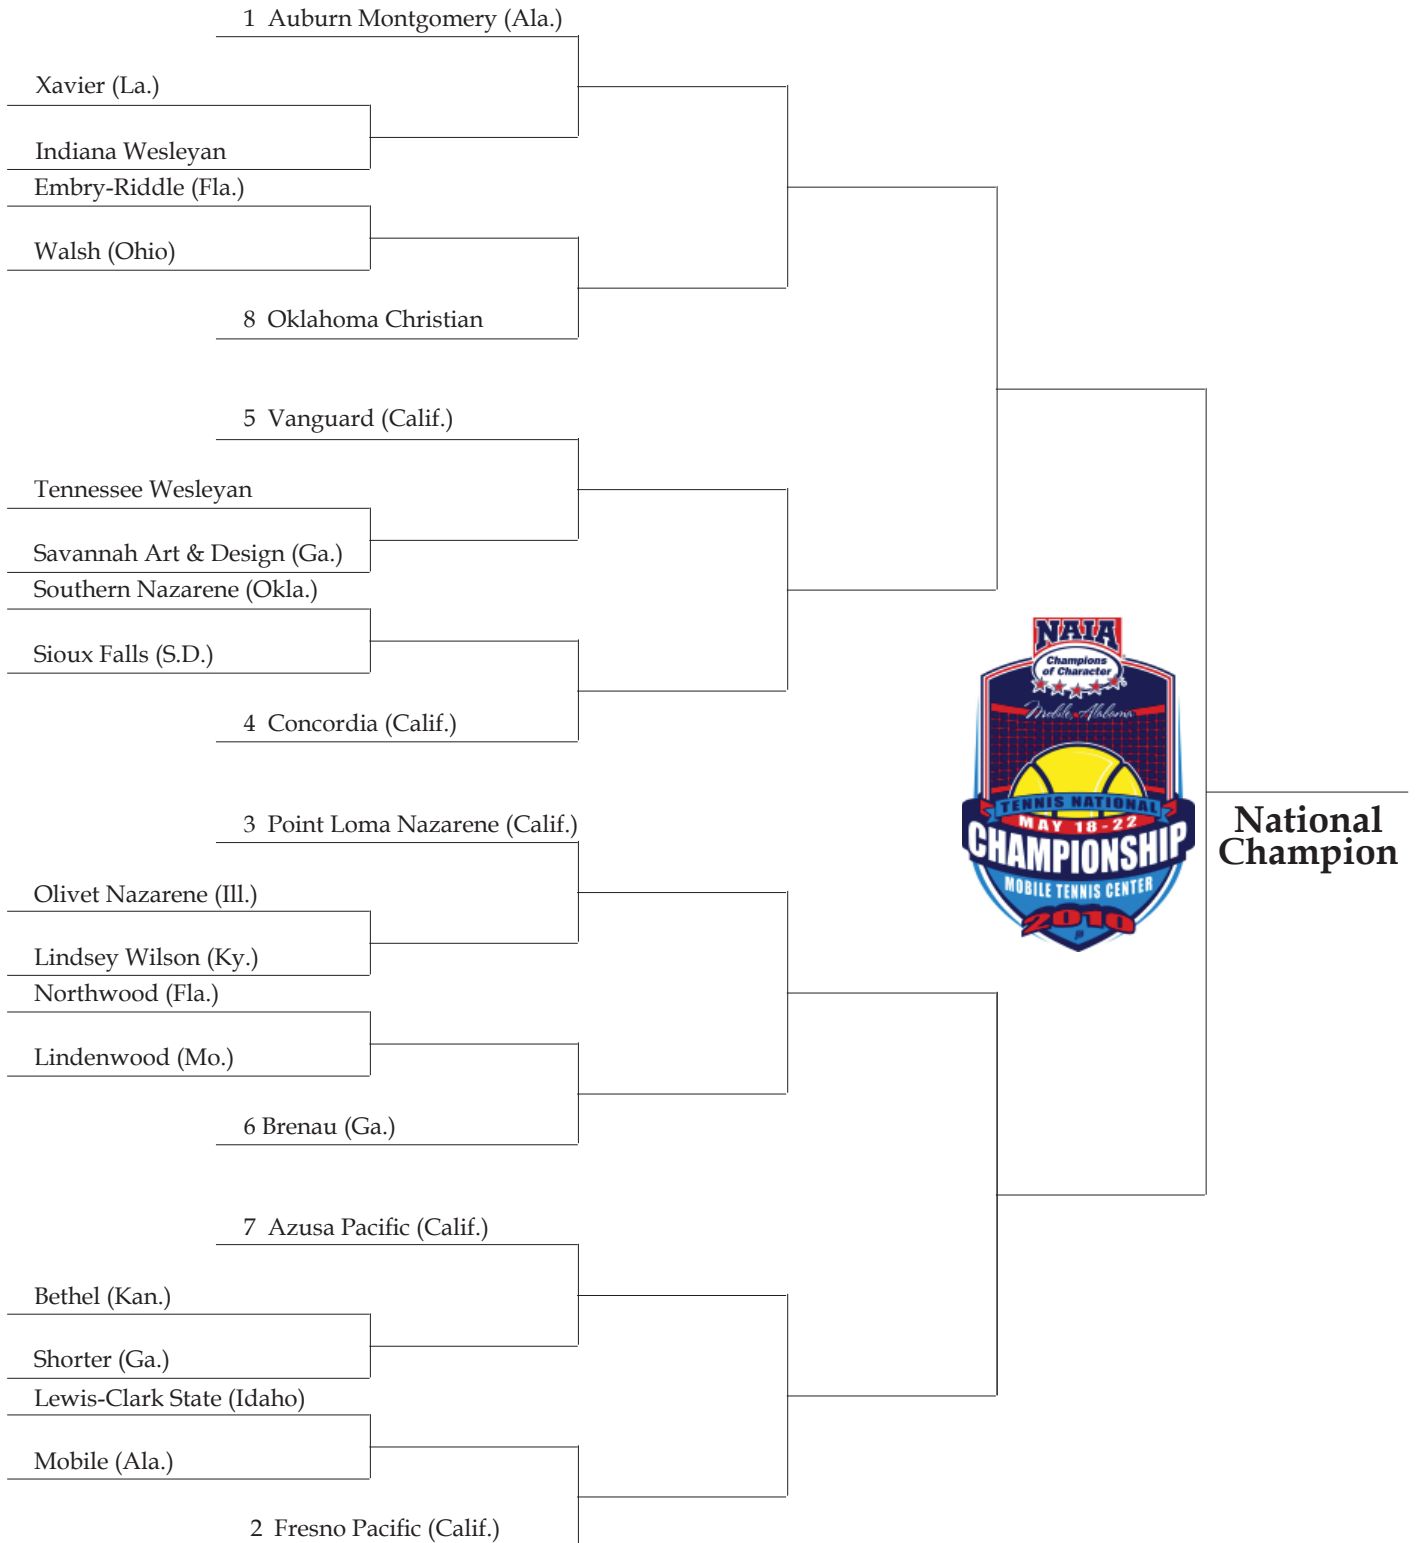 1 Auburn Montgomery (Ala.)
Xavier (La.)
Indiana Wesleyan
Embry-Riddle (Fla.)
Walsh (Ohio)
8 Oklahoma Christian
5 Vanguard (Calif.)
Tennessee Wesleyan
Savannah Art & Design (Ga.)
Southern Nazarene (Okla.)
Sioux Falls (S.D.)
4 Concordia (Calif.)
3 Point Loma Nazarene (Calif.)
Olivet Nazarene (Ill.)
Lindsey Wilson (Ky.)
Northwood (Fla.)
Lindenwood (Mo.)
6 Brenau (Ga.)
7 Azusa Pacific (Calif.)
Bethel (Kan.)
Shorter (Ga.)
Lewis-Clark State (Idaho)
Mobile (Ala.)
2 Fresno Pacific (Calif.)
NAIA
Champions
of Character
Mobile, Alabama
TENNIS NATIONAL
MAY 18-22
CHAMPIONSHIP
MOBILE TENNIS CENTER
2010
National
Champion